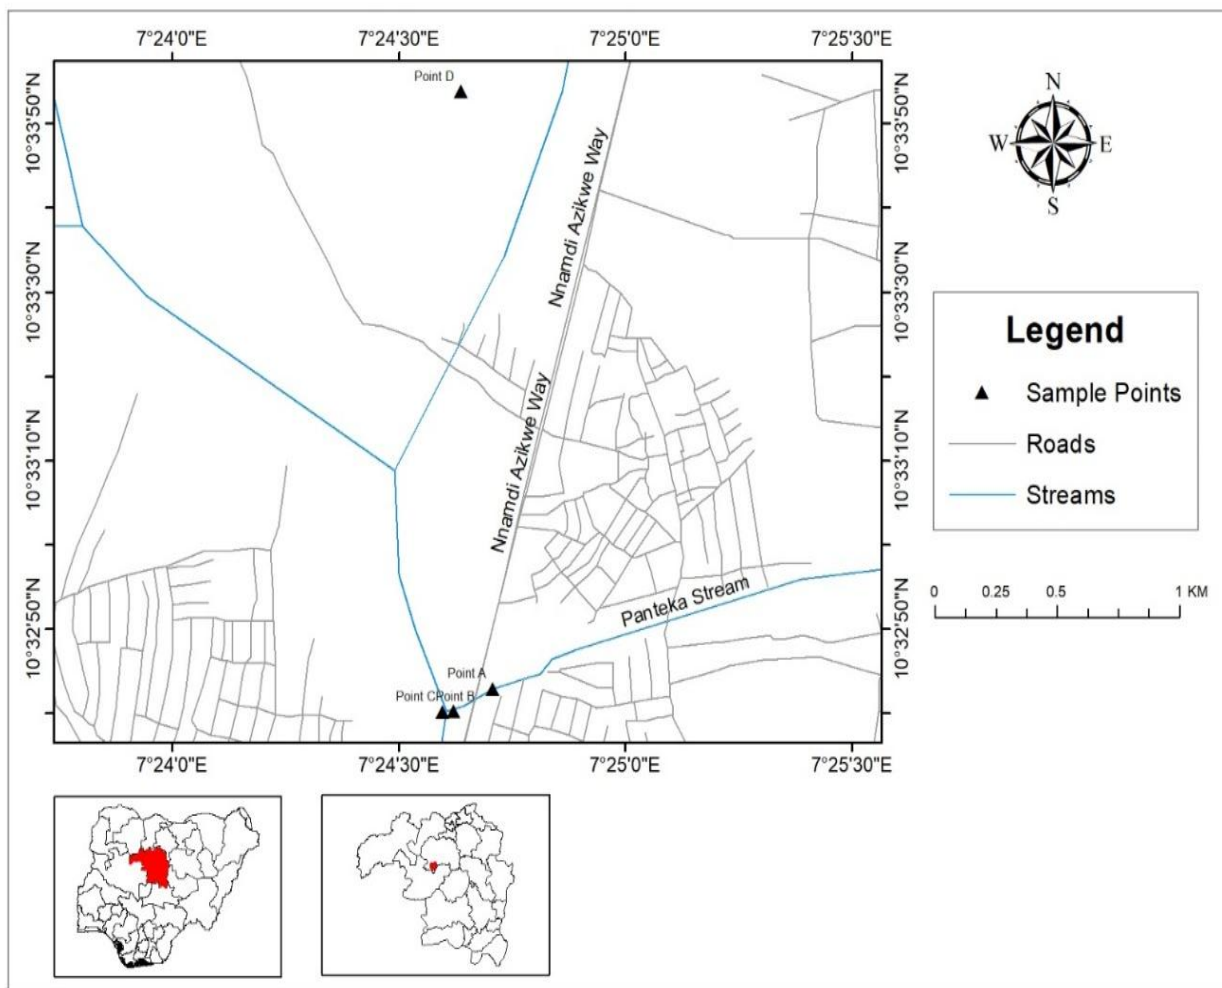 7°24'0"E 7°24'30"E 7°25'0"E 7°25'30"E
Point D
10°33'50"N
10°33'50"N
N
W E
S
Nnamdi Azikwe Way
10°33'30"N
10°33'30"N
Legend
Sample Points
Roads
Streams
Nnamdi Azikwe Way
10°33'10"N
10°33'10"N
0 0.25 0.5 1 KM
Panteka Stream
10°32'50"N
10°32'50"N
Point A
Point C Point B
7°24'0"E 7°24'30"E 7°25'0"E 7°25'30"E